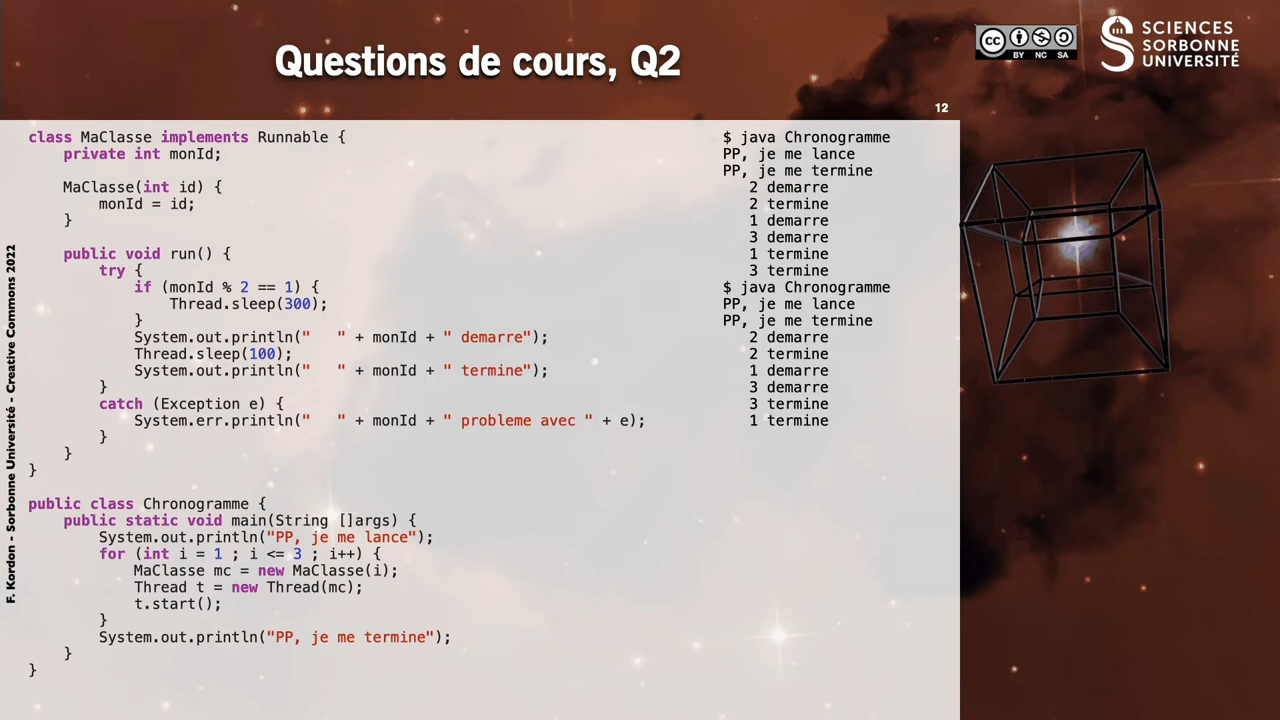 Questions de cours, Q2
CC BY NC SA
SCIENCES
SORBONNE
UNIVERSITÉ
12
F. Kordon - Sorbonne Université - Creative Commons 2022
class MaClasse implements Runnable {
    private int monId;

    MaClasse(int id) {
        monId = id;
    }

    public void run() {
        try {
            if (monId % 2 == 1) {
                Thread.sleep(300);
            }
            System.out.println("   " + monId + " demarre");
            Thread.sleep(100);
            System.out.println("   " + monId + " termine");
        }
        catch (Exception e) {
            System.err.println("   " + monId + " probleme avec " + e);
        }
    }
}

public class Chronogramme {
    public static void main(String []args) {
        System.out.println("PP, je me lance");
        for (int i = 1 ; i <= 3 ; i++) {
            MaClasse mc = new MaClasse(i);
            Thread t = new Thread(mc);
            t.start();
        }
        System.out.println("PP, je me termine");
    }
}
$ java Chronogramme
PP, je me lance
PP, je me termine
   2 demarre
   2 termine
   1 demarre
   3 demarre
   1 termine
   3 termine
$ java Chronogramme
PP, je me lance
PP, je me termine
   2 demarre
   2 termine
   1 demarre
   3 demarre
   3 termine
   1 termine